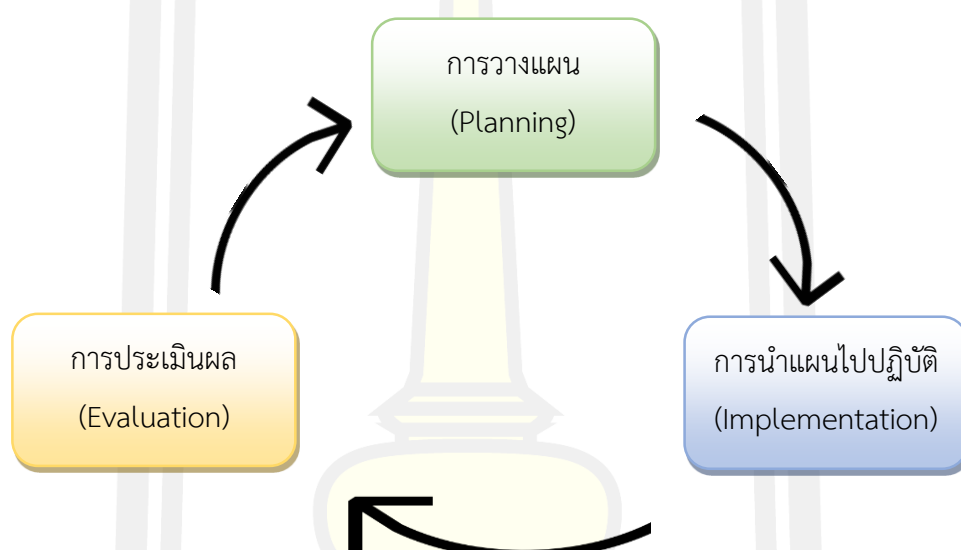 การวางแผน
(Planning)
การประเมินผล
(Evaluation)
การนำแผนไปปฏิบัติ
(Implementation)